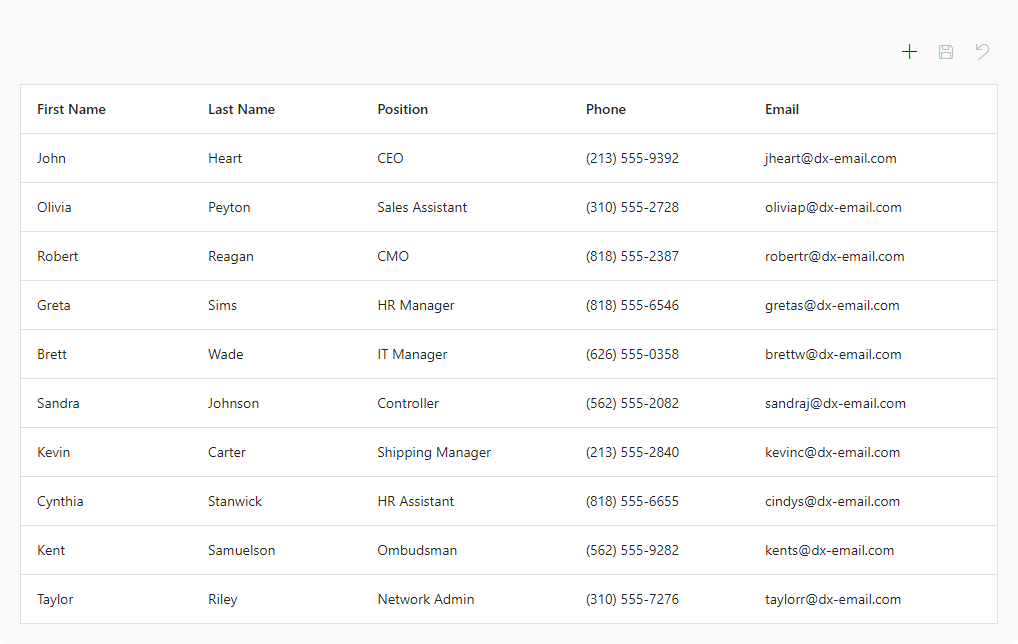 First Name Last Name Position Phone Email
John Heart CEO (213) 555-9392 jheart@dx-email.com
Olivia Peyton Sales Assistant (310) 555-2728 oliviap@dx-email.com
Robert Reagan CMO (818) 555-2387 robertr@dx-email.com
Greta Sims HR Manager (818) 555-6546 gretas@dx-email.com
Brett Wade IT Manager (626) 555-0358 brettw@dx-email.com
Sandra Johnson Controller (562) 555-2082 sandraj@dx-email.com
Kevin Carter Shipping Manager (213) 555-2840 kevinc@dx-email.com
Cynthia Stanwick HR Assistant (818) 555-6655 cindys@dx-email.com
Kent Samuelson Ombudsman (562) 555-9282 kents@dx-email.com
Taylor Riley Network Admin (310) 555-7276 taylorr@dx-email.com